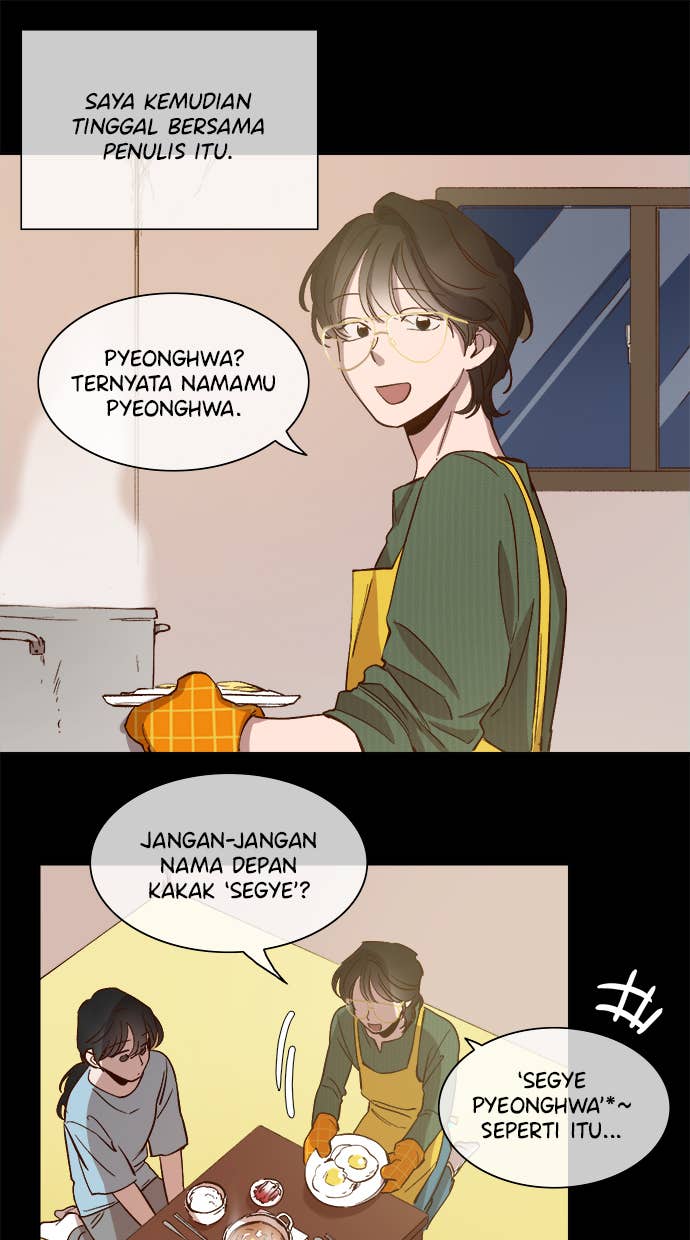 SAYA KEMUDIAN
TINGGAL BERSAMA
PENULIS ITU.
PYEONGHWA?
TERNYATA NAMAMU
PYEONGHWA.
JANGAN-JANGAN
NAMA DEPAN
KAKAK ‘SEGYE’?
‘SEGYE
PYEONGHWA’*~
SEPERTI ITU...